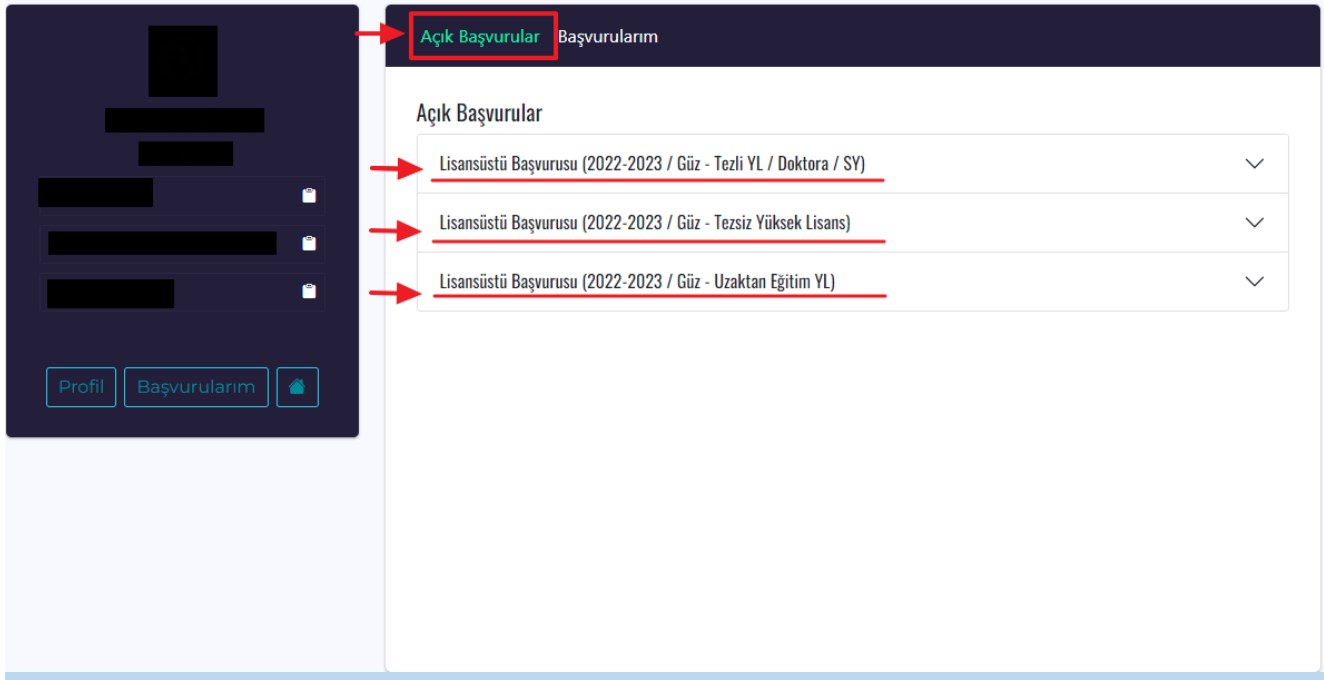 Profil
Başvurularım
Açık Başvurular
Başvurularım
Açık Başvurular
Lisansüstü Başvurusu (2022-2023 / Güz - Tezli YL / Doktora / SY)
Lisansüstü Başvurusu (2022-2023 / Güz - Tezsiz Yüksek Lisans)
Lisansüstü Başvurusu (2022-2023 / Güz - Uzaktan Eğitim YL)